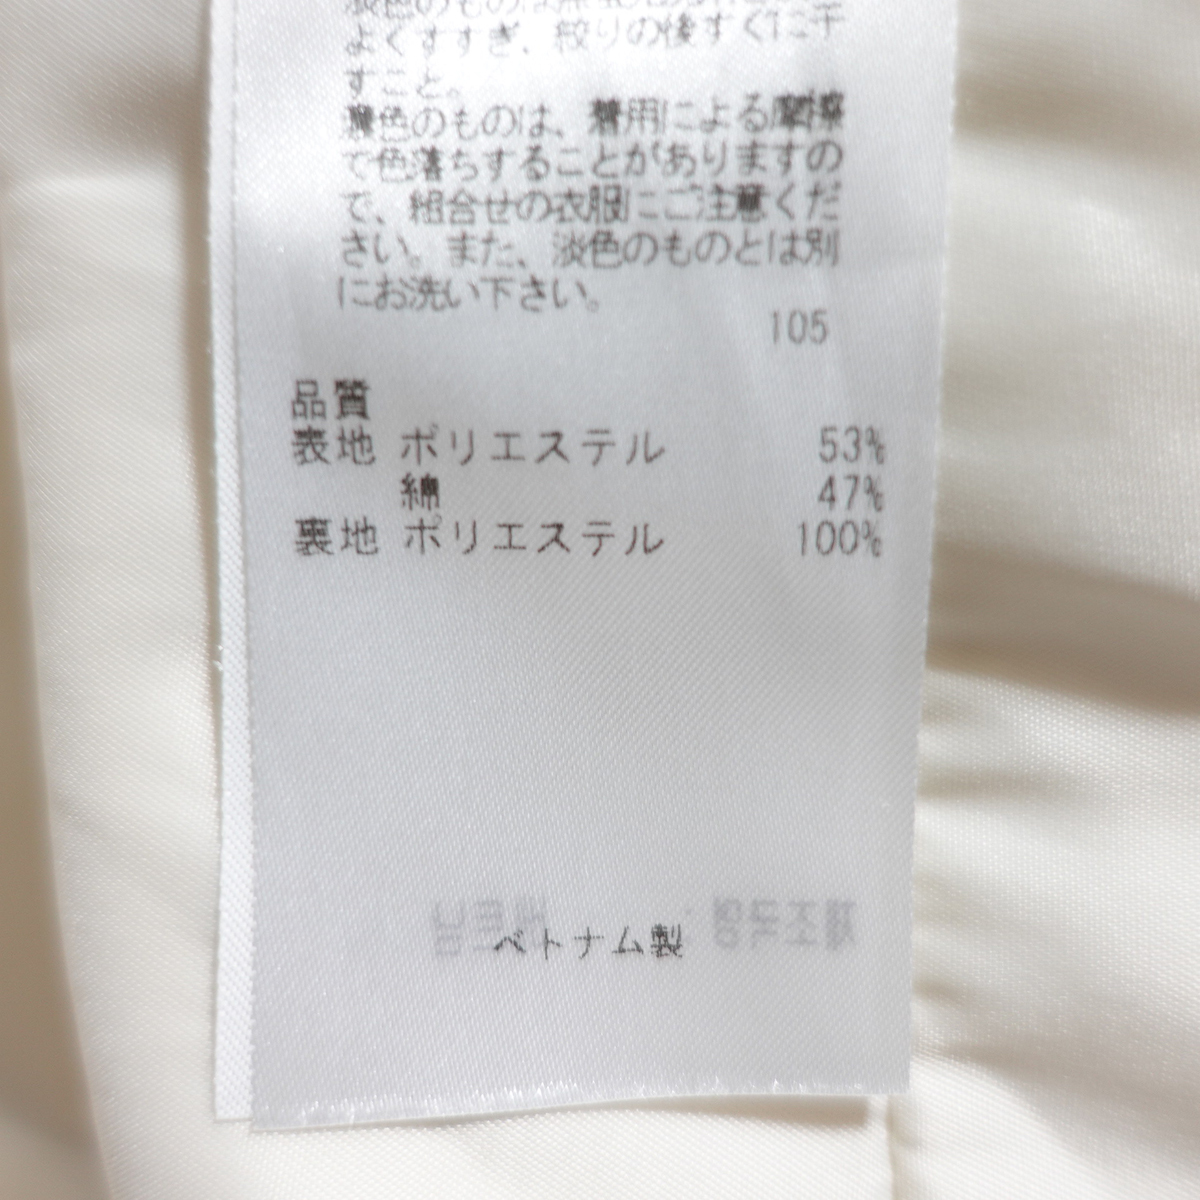 よくすすぎ、絞りの後すぐに干
すこと。
濃色のものは、着用による摩擦
で色落ちすることがありますの
で、組合せの衣服にご注意くだ
さい。また、淡色のものとは別
にお洗い下さい。
105
品質
表地 ポリエステル 53%
綿 47%
裏地 ポリエステル 100%
ベトナム製